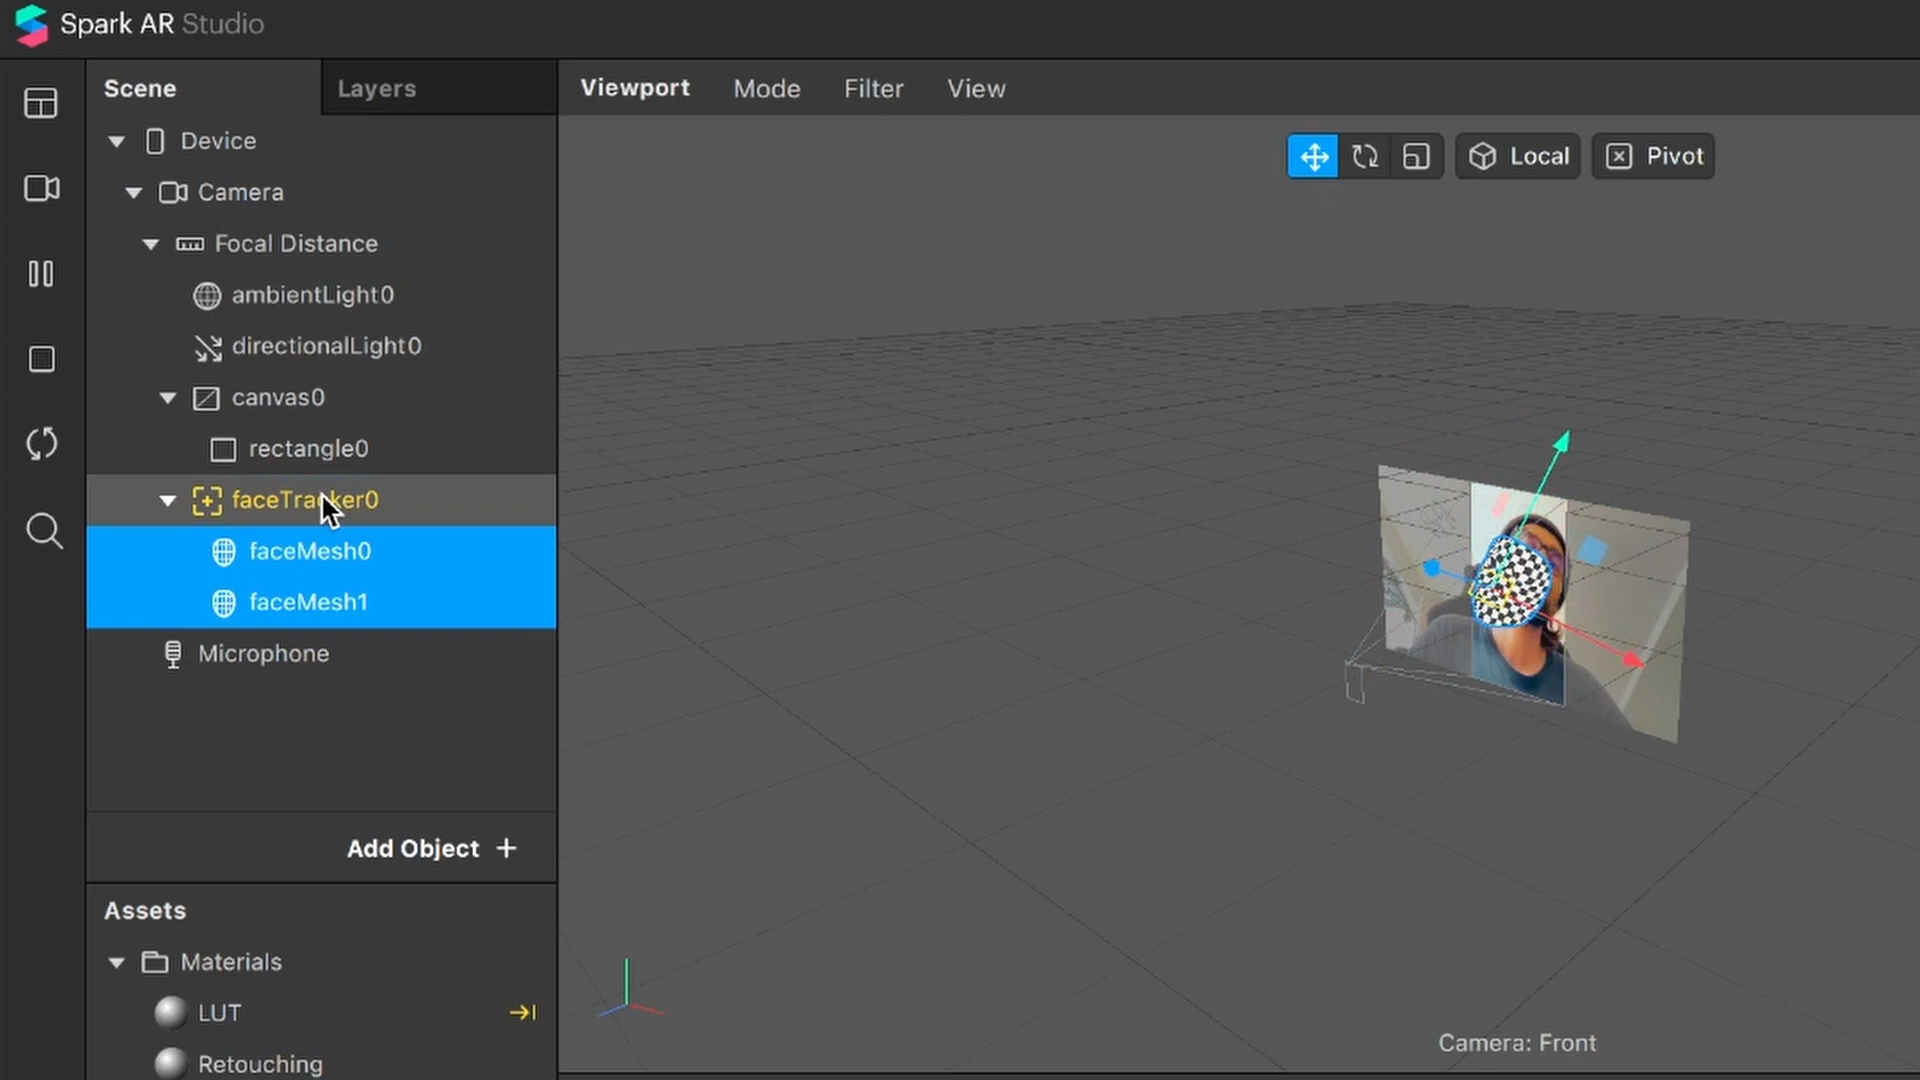 Spark AR Studio
Scene
Layers
Viewport
Mode
Filter
View
Device
Camera
Focal Distance
ambientLight0
directionalLight0
canvas0
rectangle0
faceTracker0
faceMesh0
faceMesh1
Microphone
Add Object +
Assets
Materials
LUT
Retouching
Local
Pivot
Camera: Front